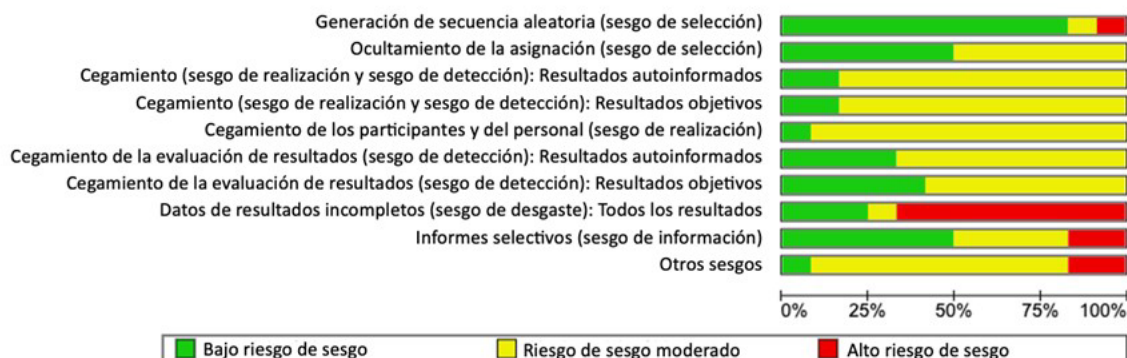 Generación de secuencia aleatoria (sesgo de selección)
Ocultamiento de la asignación (sesgo de selección)
Cegamiento (sesgo de realización y sesgo de detección): Resultados autoinformados
Cegamiento (sesgo de realización y sesgo de detección): Resultados objetivos
Cegamiento de los participantes y del personal (sesgo de realización)
Cegamiento de la evaluación de resultados (sesgo de detección): Resultados autoinformados
Cegamiento de la evaluación de resultados (sesgo de detección): Resultados objetivos
Datos de resultados incompletos (sesgo de desgaste): Todos los resultados
Informes selectivos (sesgo de información)
Otros sesgos
0% 25% 50% 75% 100%
Bajo riesgo de sesgo Riesgo de sesgo moderado Alto riesgo de sesgo